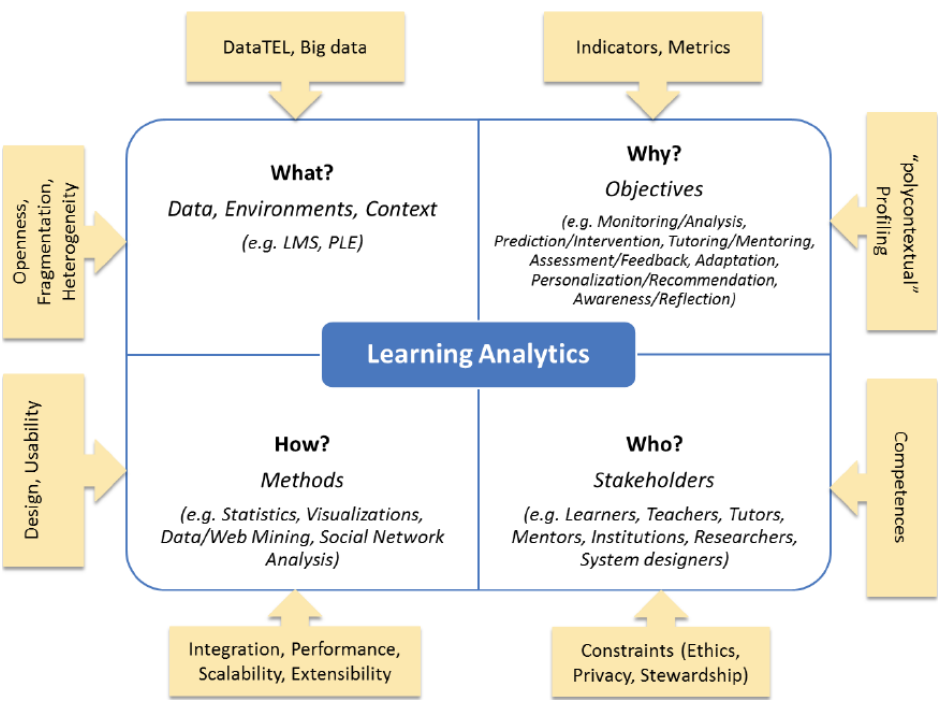 DataTEL, Big data
Indicators, Metrics
Openness,
Fragmentation,
Heterogeneity
What?
Data, Environments, Context
(e.g. LMS, PLE)
Why?
Objectives
(e.g. Monitoring/Analysis,
Prediction/Intervention, Tutoring/Mentoring,
Assessment/Feedback, Adaptation,
Personalization/Recommendation,
Awareness/Reflection)
“polycontextual”
Profiling
Learning Analytics
Design, Usability
How?
Methods
(e.g. Statistics, Visualizations,
Data/Web Mining, Social Network
Analysis)
Who?
Stakeholders
(e.g. Learners, Teachers, Tutors,
Mentors, Institutions, Researchers,
System designers)
Competences
Integration, Performance,
Scalability, Extensibility
Constraints (Ethics,
Privacy, Stewardship)